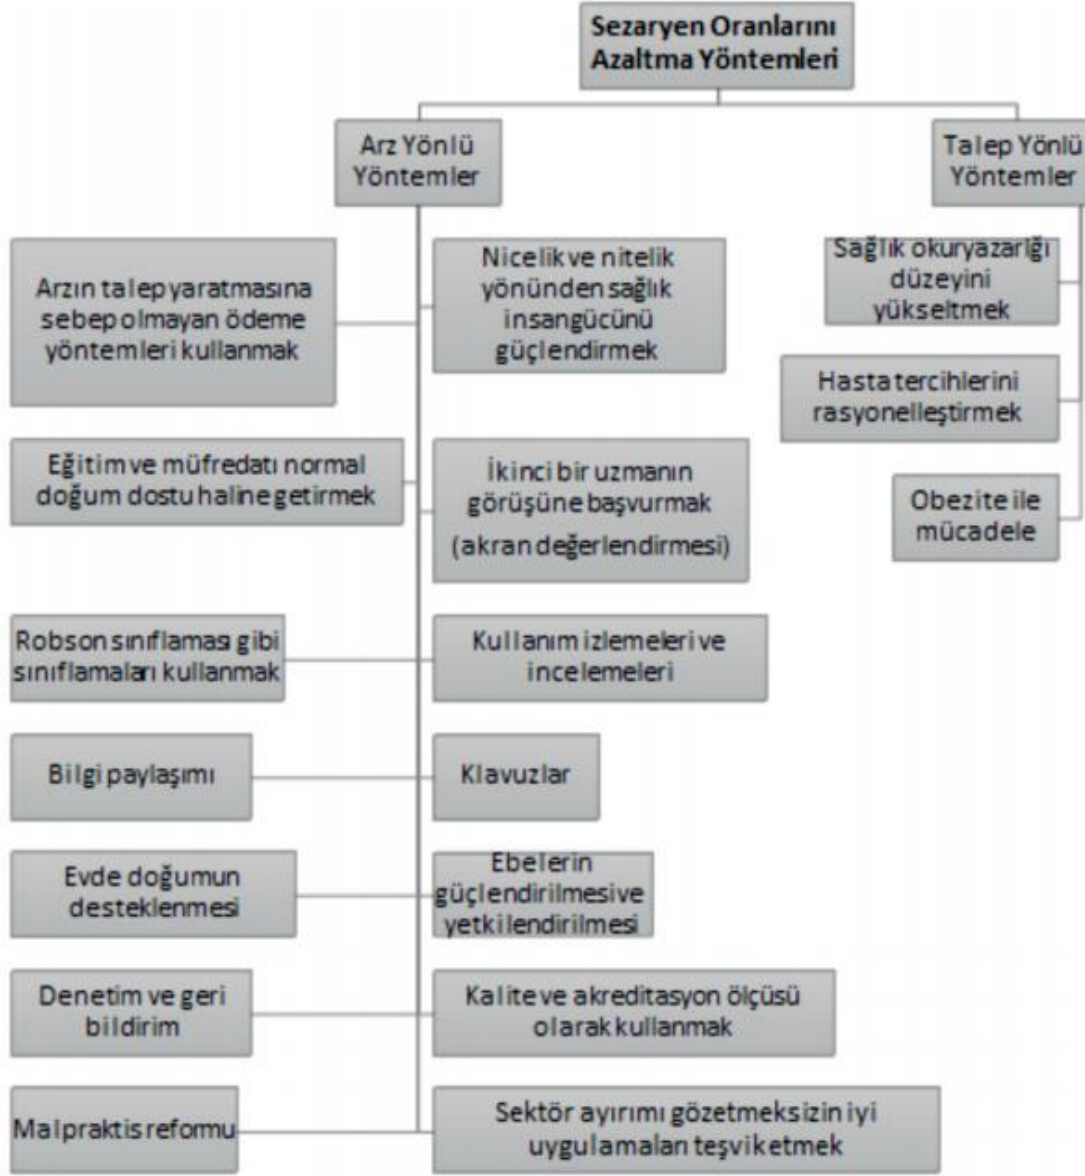 Sezaryen Oranlarını
Azaltma Yöntemleri
Arz Yönlü
Yöntemler
Talep Yönlü
Yöntemler
Arzın talep yaratmasına
sebep olmayan ödeme
yöntemleri kullanmak
Nicelik ve nitelik
yönünden sağlık
insangücünü
güçlendirmek
Sağlık okuryazarlğı
düzeyini
yükseltmek
Hasta tercihlerini
rasyonelleştirmek
Eğitim ve müfredatı normal
doğum dostu haline getirmek
İkinci bir uzmanın
görüşüne başvurmak
(akran değerlendirmesi)
Obezite ile
mücadele
Robson sınıflaması gibi
sınıflamaları kullanmak
Kullanım izlemeleri ve
incelemeleri
Bilgi paylaşımı
Klavuzlar
Evde doğumun
desteklenmesi
Ebelerin
güçlendirilmesi ve
yetkilendirilmesi
Denetim ve geri
bildirim
Kalite ve akreditasyon ölçüsü
olarak kullanmak
Malpraktis reformu
Sektör ayırımı gözetmeksizin iyi
uygulamaları teşvik etmek